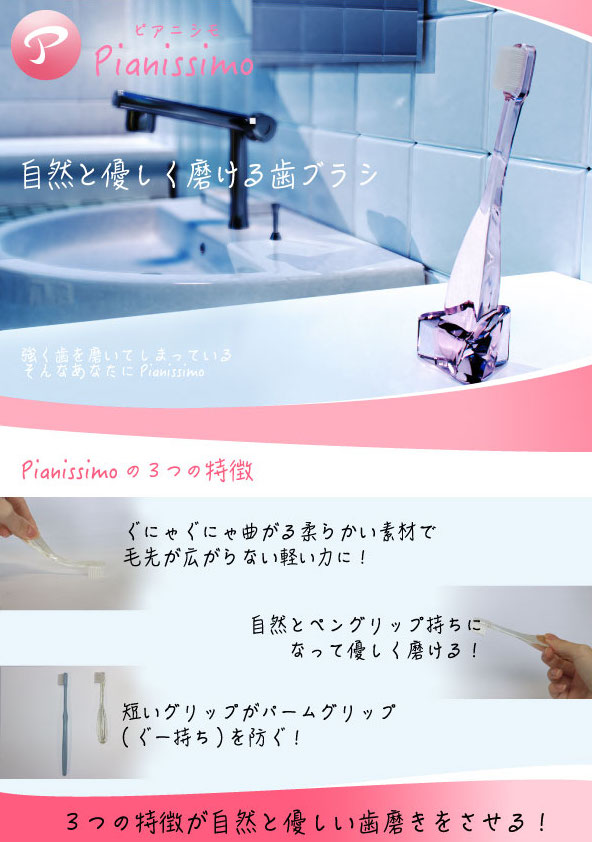 P
ピアニシモ
Pianissimo
自然と優しく磨ける歯ブラシ
強く歯を磨いてしまっている
そんなあなたにPianissimo
Pianissimoの３つの特徴
ぐにゃぐにゃ曲がる柔らかい素材で
毛先が広がらない軽い力に！
自然とペングリップ持ちに
なって優しく磨ける！
短いグリップがパームグリップ
(ぐー持ち)を防ぐ！
３つの特徴が自然と優しい歯磨きをさせる！